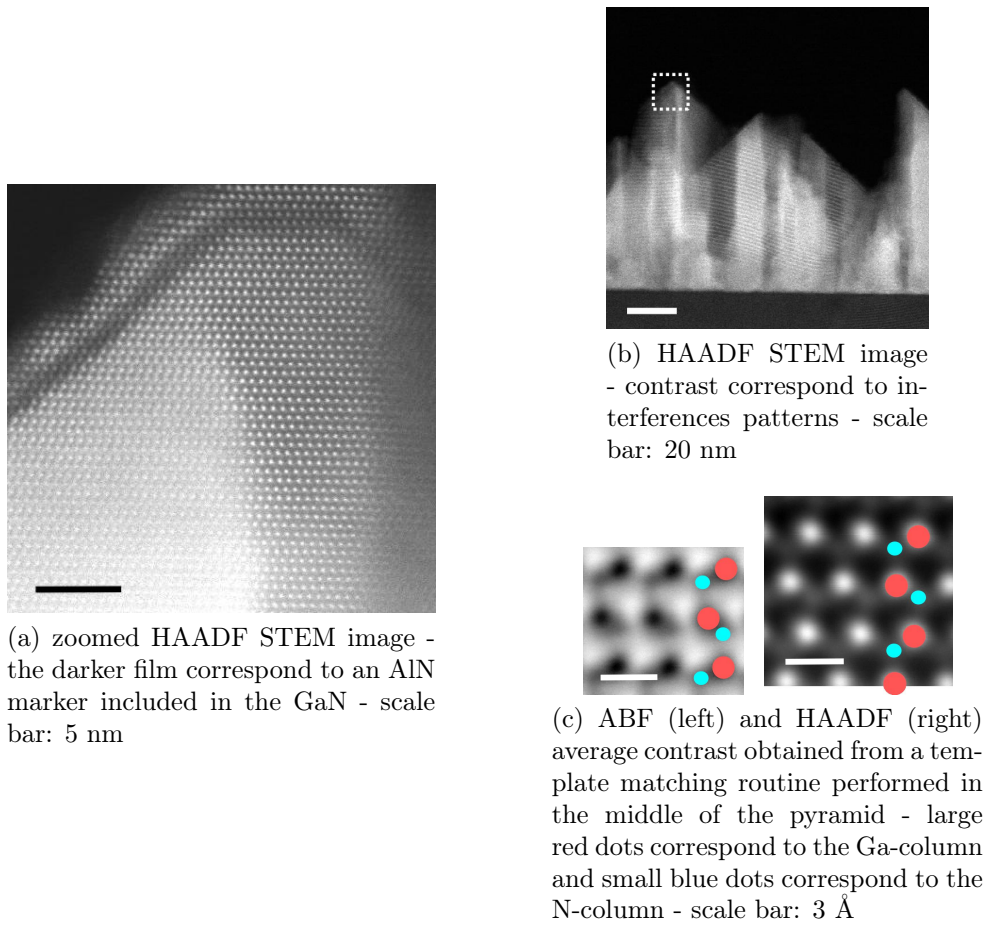 (a) zoomed HAADF STEM image -
the darker film correspond to an AlN
marker included in the GaN - scale
bar: 5 nm
(b) HAADF STEM image
- contrast correspond to in-
terferences patterns - scale
bar: 20 nm
(c) ABF (left) and HAADF (right)
average contrast obtained from a tem-
plate matching routine performed in
the middle of the pyramid - large
red dots correspond to the Ga-column
and small blue dots correspond to the
N-column - scale bar: 3 Å